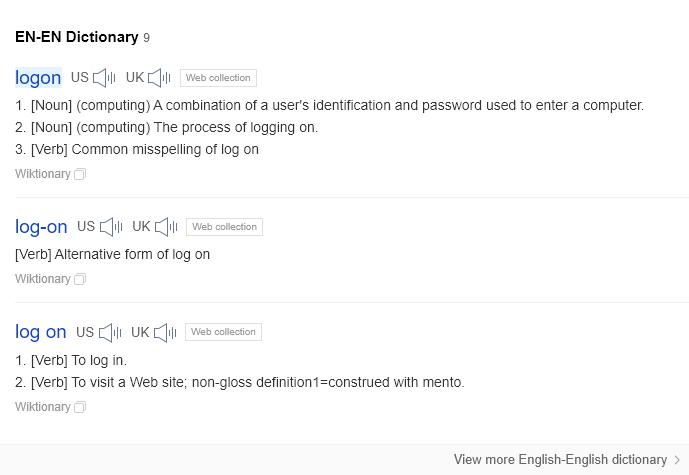 EN-EN Dictionary 9
logon US UK Web collection
1. [Noun] (computing) A combination of a user's identification and password used to enter a computer.
2. [Noun] (computing) The process of logging on.
3. [Verb] Common misspelling of log on
Wiktionary
log-on US UK Web collection
[Verb] Alternative form of log on
Wiktionary
log on US UK Web collection
1. [Verb] To log in.
2. [Verb] To visit a Web site; non-gloss definition1=construed with mento.
Wiktionary
View more English-English dictionary